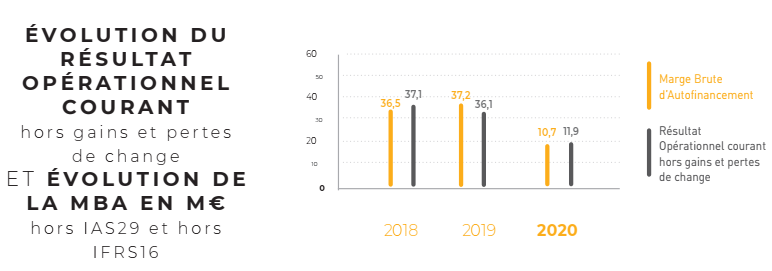 ÉVOLUTION DU
RÉSULTAT
OPÉRATIONNEL
COURANT
hors gains et pertes
de change
ET ÉVOLUTION DE
LA MBA EN M€
hors IAS29 et hors
IFRS16
60
50
40
30
20
10
0
36,5
37,1
37,2
36,1
10,7
11,9
2018
2019
2020
Marge Brute
d'Autofinancement
Résultat
Opérationnel courant
hors gains et pertes
de change